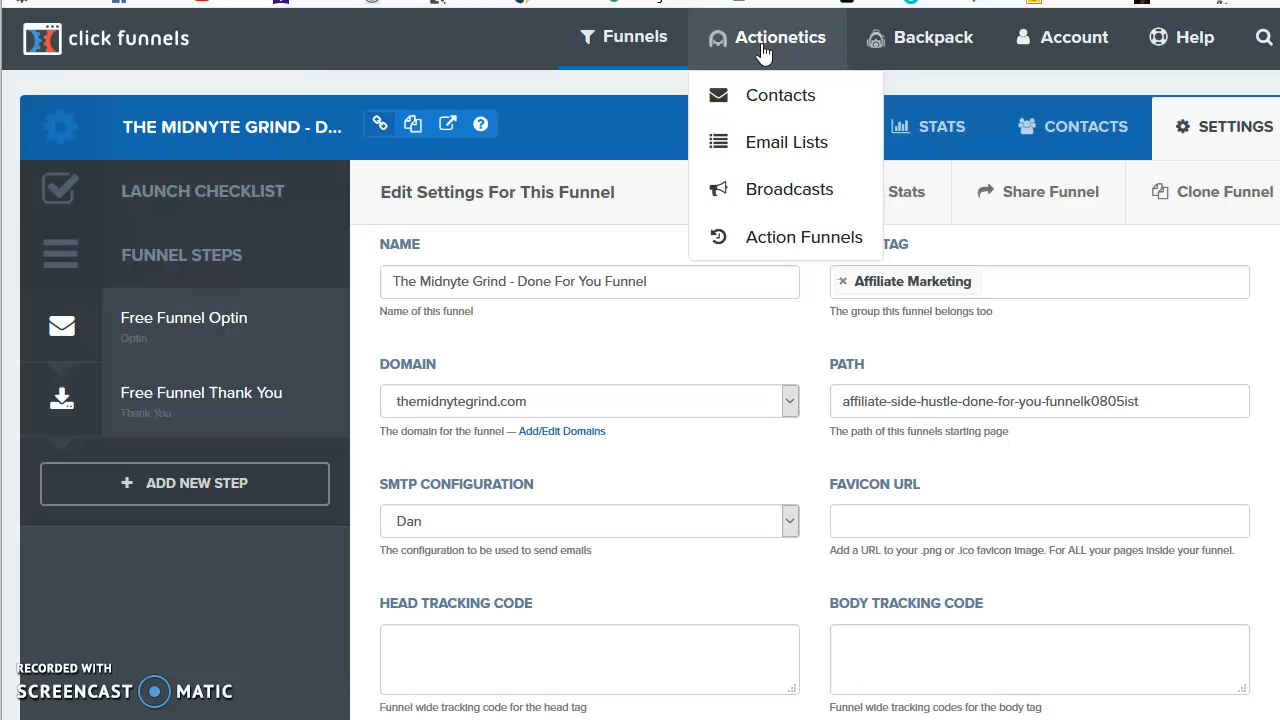 click funnels
Funnels
Actionetics
Backpack
Account
Help
Contacts
Email Lists
Broadcasts
Action Funnels
THE MIDNYTE GRIND - D...
STATS
CONTACTS
SETTINGS
LAUNCH CHECKLIST
FUNNEL STEPS
Free Funnel Optin
Optin
Free Funnel Thank You
Thank You
+ ADD NEW STEP
Edit Settings For This Funnel
Stats
Share Funnel
Clone Funnel
NAME
The Midnyte Grind - Done For You Funnel
Name of this funnel
TAG
× Affiliate Marketing
The group this funnel belongs too
DOMAIN
themidnytegrind.com
The domain for the funnel — Add/Edit Domains
PATH
affiliate-side-hustle-done-for-you-funnelk0805ist
The path of this funnels starting page
SMTP CONFIGURATION
Dan
The configuration to be used to send emails
FAVICON URL
Add a URL to your .png or .ico favicon image. For ALL your pages inside your funnel.
HEAD TRACKING CODE
Funnel wide tracking code for the head tag
BODY TRACKING CODE
Funnel wide tracking codes for the body tag
RECORDED WITH
SCREENCAST MATIC